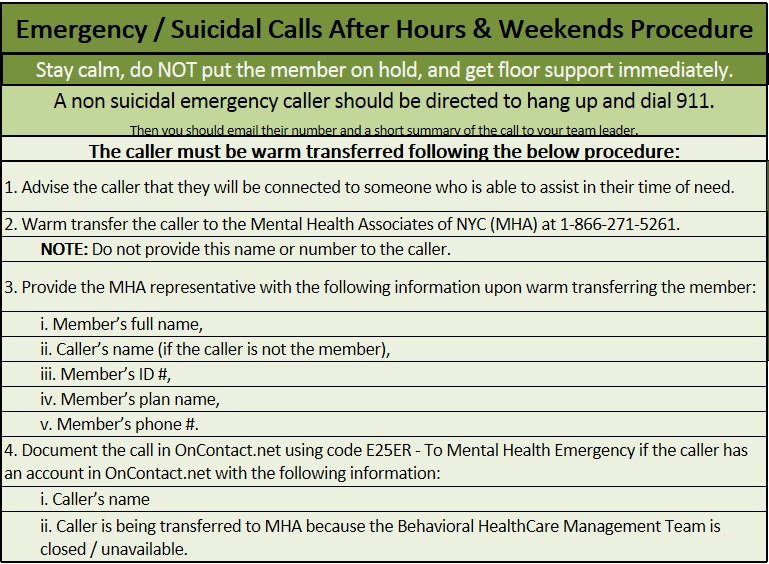 Emergency / Suicidal Calls After Hours & Weekends Procedure
Stay calm, do NOT put the member on hold, and get floor support immediately.
A non suicidal emergency caller should be directed to hang up and dial 911.
Then you should email their number and a short summary of the call to your team leader.
The caller must be warm transferred following the below procedure:
1. Advise the caller that they will be connected to someone who is able to assist in their time of need.
2. Warm transfer the caller to the Mental Health Associates of NYC (MHA) at 1-866-271-5261.
NOTE: Do not provide this name or number to the caller.
3. Provide the MHA representative with the following information upon warm transferring the member:
i. Member’s full name,
ii. Caller’s name (if the caller is not the member),
iii. Member’s ID #,
iv. Member’s plan name,
v. Member’s phone #.
4. Document the call in OnContact.net using code E25ER - To Mental Health Emergency if the caller has
an account in OnContact.net with the following information:
i. Caller’s name
ii. Caller is being transferred to MHA because the Behavioral HealthCare Management Team is
closed / unavailable.